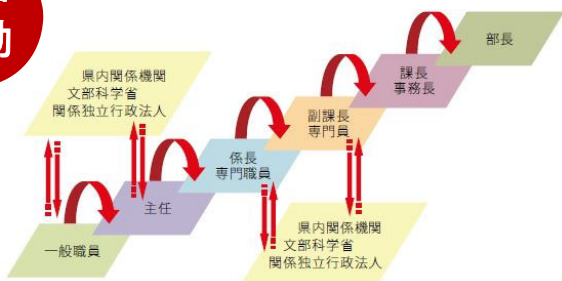 動
部長
課長
事務長
県内関係機関
文部科学省
関係独立行政法人
副課長
専門員
係長
専門職員
主任
県内関係機関
文部科学省
関係独立行政法人
一般職員